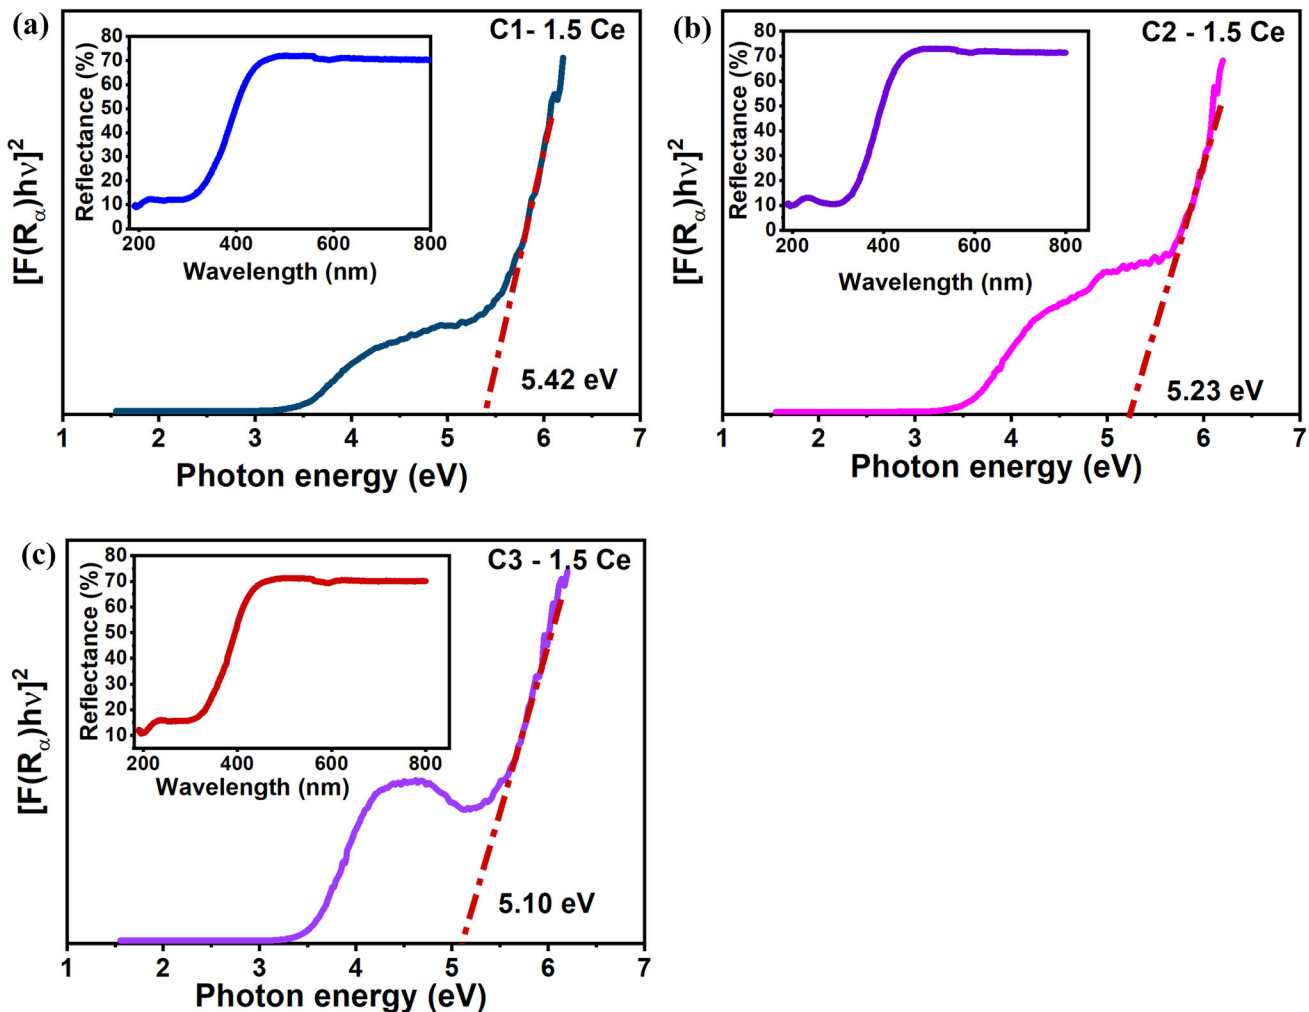 (a)
C1- 1.5 Ce
[F(Rα)hν]²
Reflectance (%)
80
70
60
50
40
30
20
10
0
200 400 600 800
Wavelength (nm)
5.42 eV
1 2 3 4 5 6 7
Photon energy (eV)
(b)
C2 - 1.5 Ce
[F(Rα)hν]²
Reflectance (%)
80
70
60
50
40
30
20
10
0
200 400 600 800
Wavelength (nm)
5.23 eV
1 2 3 4 5 6 7
Photon energy (eV)
(c)
C3 - 1.5 Ce
[F(Rα)hν]²
Reflectance (%)
80
70
60
50
40
30
20
10
200 400 600 800
Wavelength (nm)
5.10 eV
1 2 3 4 5 6 7
Photon energy (eV)